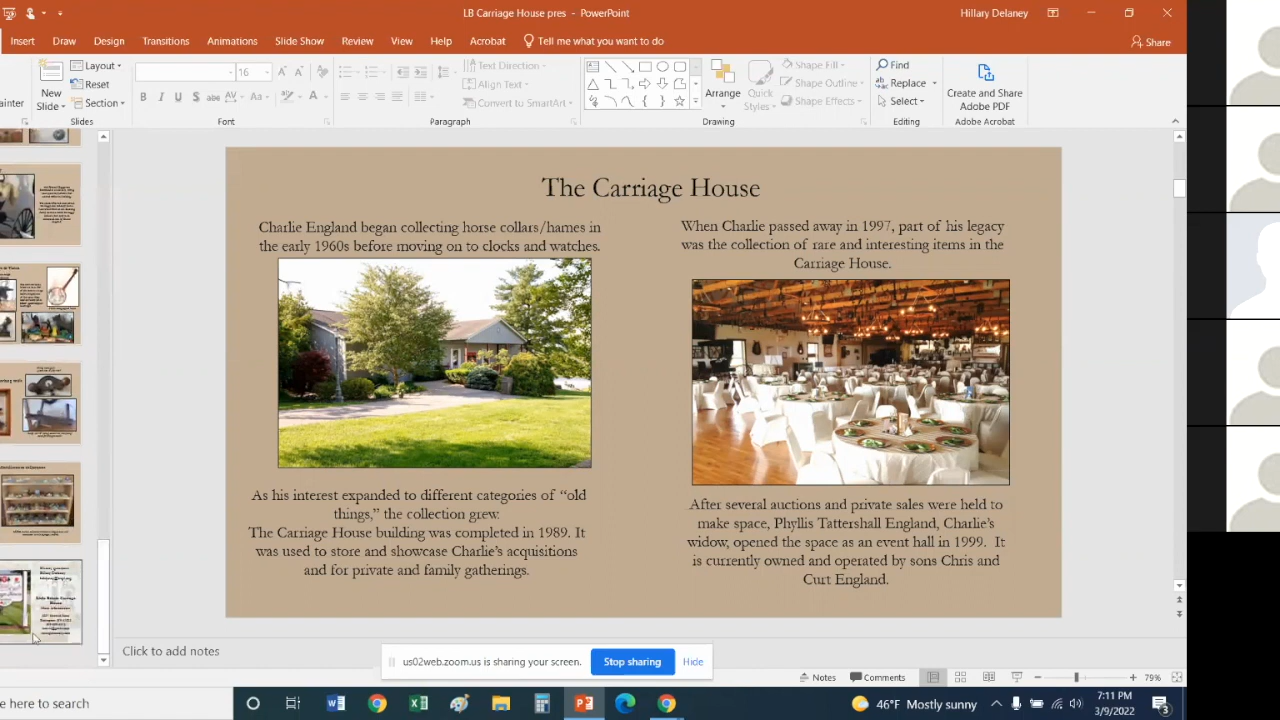 LB Carriage House pres - PowerPoint
Hillary Delaney
Insert Draw Design Transitions Animations Slide Show Review View Help Acrobat Tell me what you want to do
Share
ainter
New
Slide
Layout
Reset
Section
Slides
16
B I U S abc AV Aa A
Font
Text Direction
Align Text
Convert to SmartArt
Paragraph
Arrange
Quick
Styles
Shape Fill
Shape Outline
Shape Effects
Drawing
Find
Replace
Select
Editing
Create and Share
Adobe PDF
Adobe Acrobat
The Carriage House
Charlie England began collecting horse collars/hames in
the early 1960s before moving on to clocks and watches.
As his interest expanded to different categories of “old
things,” the collection grew.
The Carriage House building was completed in 1989. It
was used to store and showcase Charlie’s acquisitions
and for private and family gatherings.
When Charlie passed away in 1997, part of his legacy
was the collection of rare and interesting items in the
Carriage House.
After several auctions and private sales were held to
make space, Phyllis Tattershall England, Charlie’s
widow, opened the space as an event hall in 1999. It
is currently owned and operated by sons Chris and
Curt England.
Click to add notes
us02web.zoom.us is sharing your screen.
Stop sharing
Hide
Notes
Comments
79%
here to search
46°F Mostly sunny
7:11 PM
3/9/2022
3